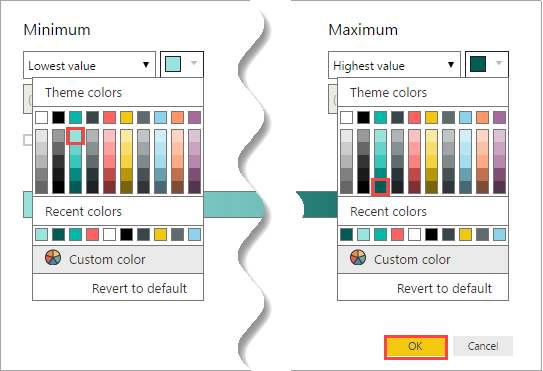 Minimum
Lowest value
Theme colors
Recent colors
Custom color
Revert to default
Maximum
Highest value
Theme colors
Recent colors
Custom color
Revert to default
OK
Cancel